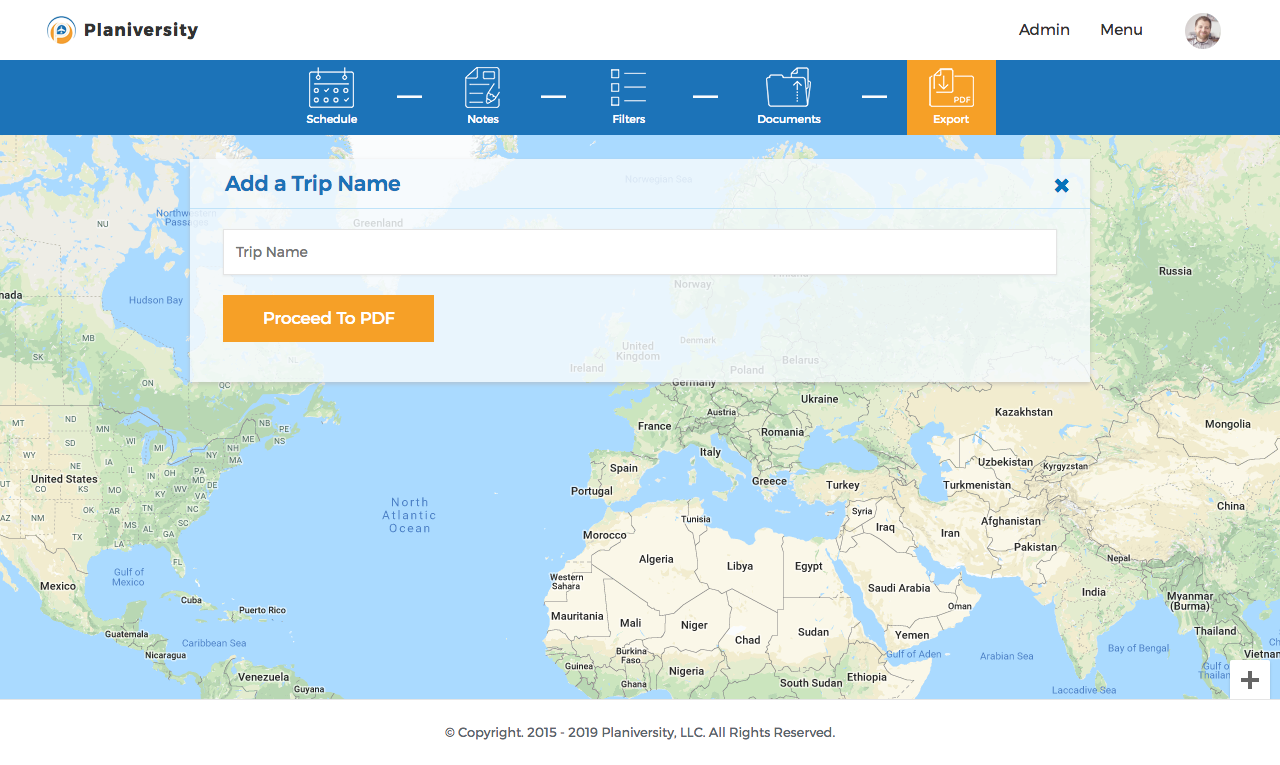 Planiversity
Admin
Menu
Schedule
Notes
Filters
Documents
PDF
Export
Add a Trip Name
Trip Name
Proceed To PDF
Norwegian Sea
Northwestern
Passages
NU
Greenland
Russia
Norway
nada
Hudson Bay
MB
SK
United
Kingdom
Denmark
Belarus
Ireland
Poland
ON
QC
Germany
Ukraine
Kazakhstan
Mongolia
MT
ND
MN
NB
PE
NS
ME
Austria
France
Romania
SD
WI
MI
NH
NY
MA
Italy
Uzbekistan
Kyrgyzstan
WY
NE
IA
IL
IN
OH
PA
Spain
Greece
Turkey
Turkmenistan
United States
UT
CO
KS
MO
KY
WV
VA
MD
DE
NC
Portugal
North
Atlantic
Ocean
China
AZ
NM
OK
AR
TN
SC
Tunisia
Syria
Iraq
Iran
Afghanistan
MS
AL
GA
TX
LA
Morocco
Pakistan
Nepal
FL
Algeria
Libya
Egypt
Gulf of
Mexico
Mexico
Western
Sahara
Saudi Arabia
India
Myanmar
(Burma)
Cuba
Puerto Rico
Mauritania
Mali
Niger
Chad
Sudan
Oman
Yemen
Thailand
Guatemala
Caribbean Sea
Nicaragua
Burkina
Faso
Gulf of Aden
Arabian Sea
Bay of Bengal
Vietnam
Venezuela
Guyana
Guinea
Ghana
Nigeria
South Sudan
Ethiopia
Laccadive Sea
Gulf of
Thailan
© Copyright. 2015 - 2019 Planiversity, LLC. All Rights Reserved.